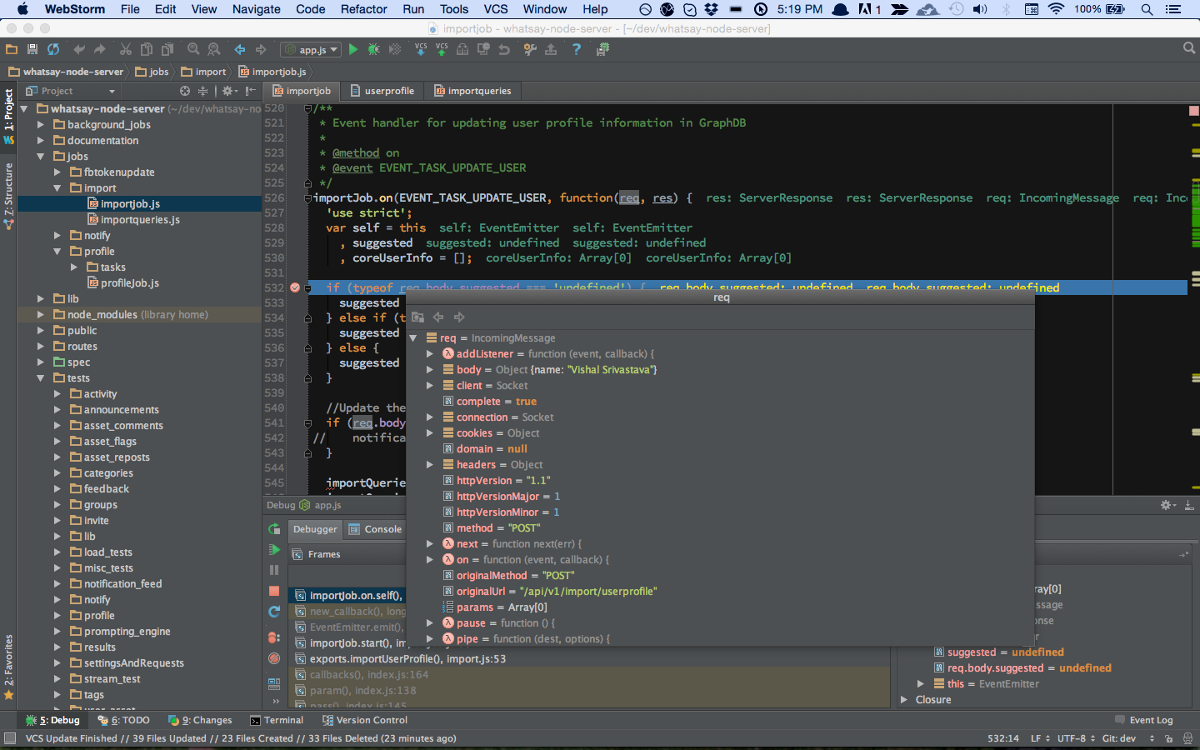 WebStorm File Edit View Navigate Code Refactor Run Tools VCS Window Help 5:19 PM 1 100%
importjob - whatsay-node-server - [~/dev/whatsay-node-server]
app.js VCS VCS
whatsay-node-server jobs import importjob.js
Project
importjob userprofile importqueries
1: Project
Z: Structure
2: Favorites
whatsay-node-server (~/dev/whatsay-no
background_jobs
documentation
jobs
fbtokenupdate
import
importjob.js
importqueries.js
notify
profile
tasks
profileJob.js
lib
node_modules (library home)
public
routes
spec
tests
activity
announcements
asset_comments
asset_flags
asset_reposts
categories
feedback
groups
invite
lib
load_tests
misc_tests
notification_feed
notify
profile
prompting_engine
results
settingsAndRequests
stream_test
tags
user_asset
520 /**
521 * Event handler for updating user profile information in GraphDB
522 *
523 * @method on
524 * @event EVENT_TASK_UPDATE_USER
525 */
526 importJob.on(EVENT_TASK_UPDATE_USER, function(req, res) { res: ServerResponse res: ServerResponse req: IncomingMessage req: Inc
527 'use strict';
528 var self = this self: EventEmitter self: EventEmitter
529 , suggested suggested: undefined suggested: undefined
530 , coreUserInfo = []; coreUserInfo: Array[0] coreUserInfo: Array[0]
531
532 if (typeof req.body.suggested === 'undefined') { req.body.suggested: undefined req.body.suggested: undefined
533 suggested
534 } else if (t
535 suggested
536 } else {
537 suggested
538 }
539
540 //Update the
541 if (req.body
542 // notifica
543 }
544
545 importQuerie
req
req = IncomingMessage
addListener = function (event, callback) {
body = Object {name: "Vishal Srivastava"}
client = Socket
complete = true
connection = Socket
cookies = Object
domain = null
headers = Object
httpVersion = "1.1"
httpVersionMajor = 1
httpVersionMinor = 1
method = "POST"
next = function next(err) {
on = function (event, callback) {
originalMethod = "POST"
originalUrl = "/api/v1/import/userprofile"
params = Array[0]
pause = function () {
pipe = function (dest, options) {
Debug app.js
Debugger Console
Frames
importJob.on.self(),
new_callback(), long
EventEmitter.emit(),
importJob.start(),
exports.importUserProfile(), import.js:53
callbacks(), index.js:164
param(), index.js:138
pass(), index.js:145
ray[0]
ssage
onse
er
suggested = undefined
req.body.suggested = undefined
this = EventEmitter
Closure
5: Debug 6: TODO 9: Changes Terminal Version Control Event Log
VCS Update Finished // 39 Files Updated // 23 Files Created // 33 Files Deleted (23 minutes ago) 532:14 LF UTF-8 Git: dev